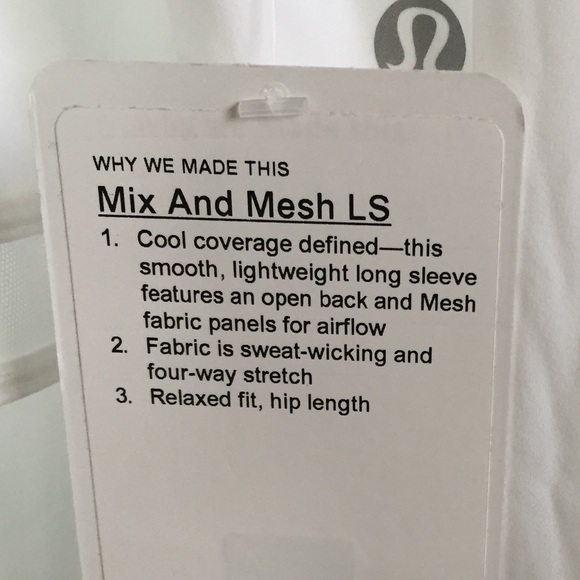 WHY WE MADE THIS
Mix And Mesh LS
1. Cool coverage defined—this
smooth, lightweight long sleeve
features an open back and Mesh
fabric panels for airflow
2. Fabric is sweat-wicking and
four-way stretch
3. Relaxed fit, hip length